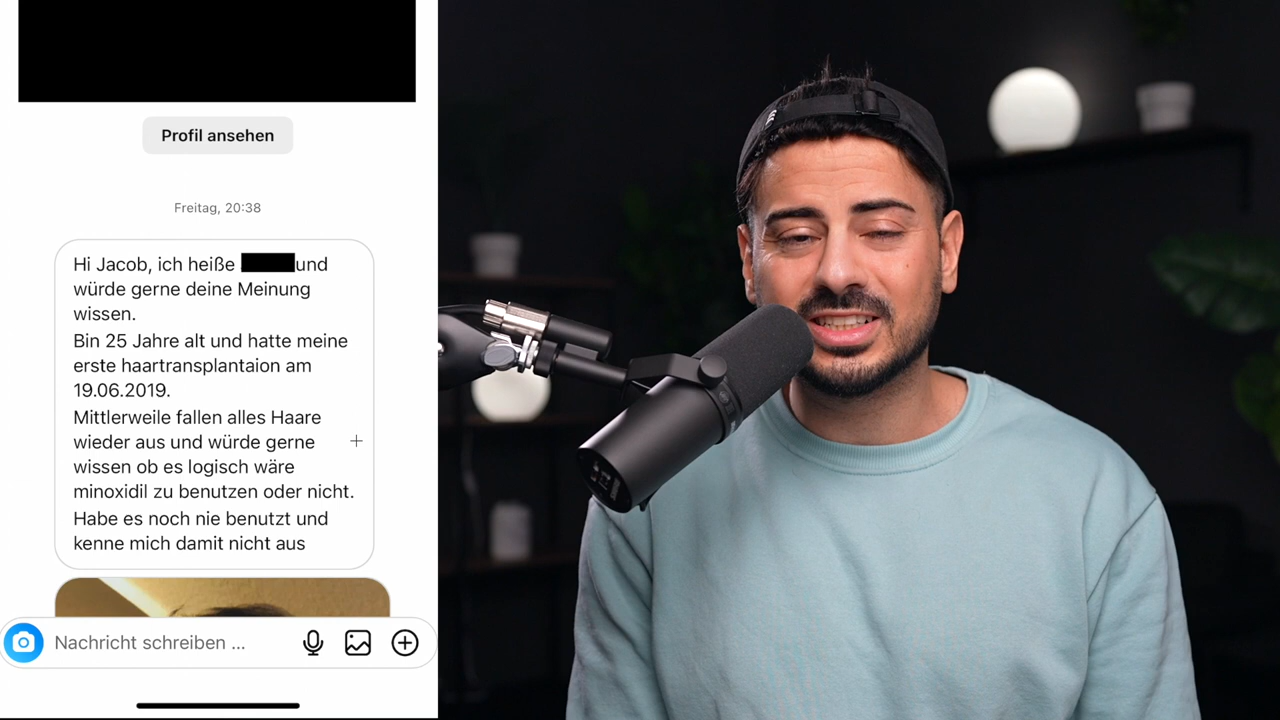 Profil ansehen
Freitag, 20:38
Hi Jacob, ich heiße und
würde gerne deine Meinung
wissen.
Bin 25 Jahre alt und hatte meine
erste haartransplantaion am
19.06.2019.
Mittlerweile fallen alles Haare
wieder aus und würde gerne
wissen ob es logisch wäre
minoxidil zu benutzen oder nicht.
Habe es noch nie benutzt und
kenne mich damit nicht aus
Nachricht schreiben ...